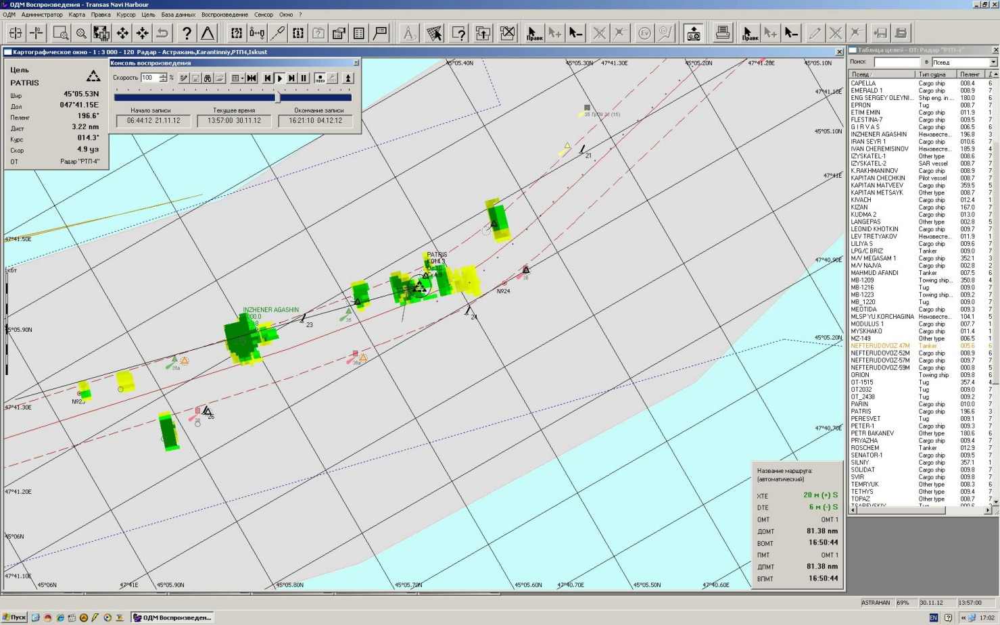 ОДМ Воспроизведения - Transas Navi Harbour
ОДМ Администратор Карта Правка Курсор Цель База данных Воспроизведение Сенсор Окно ?
Картографическое окно - 1 : 3 000 - 120 Радар - Астрахань,Karantinniy,РТП4,Iskust
Цель
PATRIS
Шир 45°05.53N
Дол 047°41.15E
Пеленг 196.6°
Дист 3.22 nm
Курс 014.3°
Скор 4.9 уз
ОТ Радар "РТП-4"
Консоль воспроизведения
Скорость 100 %
Начало записи Текущее время Окончание записи
06:44:12 21.11.12 13:57:00 30.11.12 16:21:10 04.12.12
45°05.40N 45°05.30N 47°41.30E 45°05.20N 47°41.20E 45°05.10N
47°41.10E
45°05.10N
47°41E
47°40.90E
45°05.20N
47°40.70E
47°41.50E
45°05.90N
47°41.30E
47°41.20E
45°06N
47°41.10E
45°06N 47°41E 45°05.90N 45°05.80N 45°05.70N 45°05.60N 47°40.70E 45°05.50N 47°40.60E
21
PATRIS
К014.3
Ос3.0
Ск4.9
36
№24
24
INZHENER AGASHIN
23
35
35а
36а
38
26
Название маршрута:
(автоматический)
XTE 20 м (+) S
DTE 6 м (-) S
ОМТ ОМТ 1
ДОМТ 81.38 nm
ВОМТ 16:50:44
ПМТ ОМТ 1
ДПМТ 81.38 nm
ВПМТ 16:50:44
Таблица целей - ОТ: Радар "РТП-4"
Поиск в Псевд
Псевд / Тип судна Пеленг Д
CAPELLA Cargo ship 008.4 6
EMERALD 1 Cargo ship 008.9 7
ENG SERGEY OLEYNI... Ship eng. in ... 180.0 6
EPRON Tug 008.7 7
ETIM EMIN Cargo ship 011.9 1
FLESTINA-7 Cargo ship 009.5 7
G I R V A S Cargo ship 006.5 6
INZHENER AGASHIN Неизвесте... 196.8 3
IRAN SEYR 1 Cargo ship 010.6 7
IVAN CHEREMISINOV Неизвесте... 185.9 4
IZYSKATEL-1 Other type 008.6 7
IZYSKATEL-2 SAR vessel 008.7 7
K.RAKHMANINOV Cargo ship 008.9 7
KAPITAN CHECHKIN Pilot vessel 008.7 7
KAPITAN MATVEEV Cargo ship 359.5 5
KAPITAN METSAYK Other type 008.7 7
KIVACH Cargo ship 012.4 1
KIZAN Cargo ship 167.0 7
KUDMA 2 Cargo ship 013.0 7
LANGEPAS Other type 002.8 5
LEONID KHOTKIN Cargo ship 009.7 7
LEV TRETYAKOV Неизвесте... 011.9 1
LILIYA S Cargo ship 009.6 7
LPG/C BRIZ Tanker 009.0 7
M/V MEGASAM 1 Cargo ship 352.1 3
M/V NAJVA Cargo ship 002.8 2
MAHMUD AFANDI Tanker 007.5 6
MB-1209 Towing ship... 350.8 4
MB-1216 Tug 009.0 7
MB-1223 Towing ship... 009.2 7
MB_1220 Tug 009.0 7
MEOTIDA Cargo ship 009.3 7
MLSP YU.KORCHAGINA Неизвесте... 104.1 5
MODULUS 1 Cargo ship 007.7 1
MYSKHAKO Cargo ship 011.4 1
MZ-149 Other type 006.5 1
NEFTERUDOVOZ 47M Tanker 005.6 6
NEFTERUDOVOZ-52M Cargo ship 008.9 6
NEFTERUDOVOZ-57M Cargo ship 009.7 7
NEFTERUDOVOZ-59M Cargo ship 000.8 5
ORION Towing ship 009.8 6
OT-1515 Tug 357.4 4
OT2032 Tug 009.0 7
OT_2438 Tug 009.2 7
PARIN Cargo ship 010.0 7
PATRIS Cargo ship 196.6 3
PERESVET Tug 009.1 7
PETER-1 Cargo ship 009.3 7
PETR BAKANEV Other type 180.6 6
PRYAZHA Cargo ship 009.4 7
ROSCHEM Tanker 012.9 7
SENATOR-1 Cargo ship 009.5 7
SILNIY Cargo ship 357.1 1
SOLIDAT Cargo ship 009.8 7
SVIR Cargo ship 009.8 7
TEMRYUK Other type 008.3 6
TETHYS Other type 009.4 7
TOPAZ Other type 008.7 7
ASTRAHAN 69% 30.11.12 13:57:00
Пуск ОДМ Воспроизведен... EN 17:02